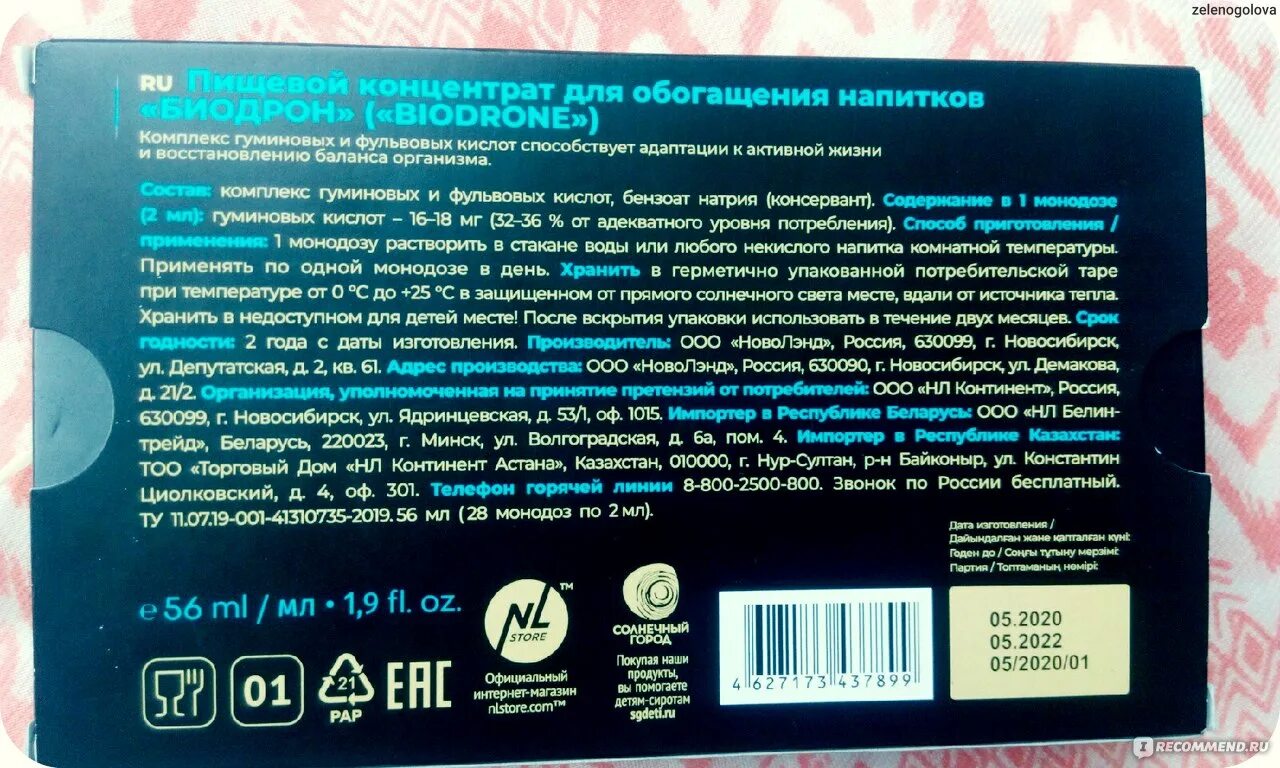 zelenogolova
RU Пищевой концентрат для обогащения напитков
«БИОДРОН» («BIODRONE»)
Комплекс гуминовых и фульвовых кислот способствует адаптации к активной жизни
и восстановлению баланса организма.
Состав: комплекс гуминовых и фульвовых кислот, бензоат натрия (консервант). Содержание в 1 монодозе
(2 мл): гуминовых кислот – 16–18 мг (32–36 % от адекватного уровня потребления). Способ приготовления /
применения: 1 монодозу растворить в стакане воды или любого некислого напитка комнатной температуры.
Применять по одной монодозе в день. Хранить в герметично упакованной потребительской таре
при температуре от 0 °C до +25 °C в защищенном от прямого солнечного света месте, вдали от источника тепла.
Хранить в недоступном для детей месте! После вскрытия упаковки использовать в течение двух месяцев. Срок
годности: 2 года с даты изготовления. Производитель: ООО «НовоЛэнд», Россия, 630099, г. Новосибирск,
ул. Депутатская, д. 2, кв. 61. Адрес производства: ООО «НовоЛэнд», Россия, 630090, г. Новосибирск, ул. Демакова,
д. 21/2. Организация, уполномоченная на принятие претензий от потребителей: ООО «НЛ Континент», Россия,
630099, г. Новосибирск, ул. Ядринцевская, д. 53/1, оф. 1015. Импортер в Республике Беларусь: ООО «НЛ Белин-
трейд», Беларусь, 220023, г. Минск, ул. Волгоградская, д. 6а, пом. 4. Импортер в Республике Казахстан:
ТОО «Торговый Дом «НЛ Континент Астана», Казахстан, 010000, г. Нур-Султан, р-н Байконыр, ул. Константин
Циолковский, д. 4, оф. 301. Телефон горячей линии 8-800-2500-800. Звонок по России бесплатный.
ТУ 11.07.19-001-41310735-2019. 56 мл (28 монодоз по 2 мл).
Дата изготовления /
Дайындалған және қапталған күні:
Годен до / Соңғы тұтыну мерзімі:
Партия / Топтаманың нөмірі:
05.2020
05.2022
05/2020/01
℮ 56 ml / мл • 1,9 fl. oz.
01
21
PAP
EAC
NL™
STORE
Официальный
интернет-магазин
nlstore.com™
СОЛНЕЧНЫЙ
ГОРОД
Покупая наши
продукты,
вы помогаете
детям-сиротам
sgdeti.ru
4 627173 437899
RECOMMEND.RU